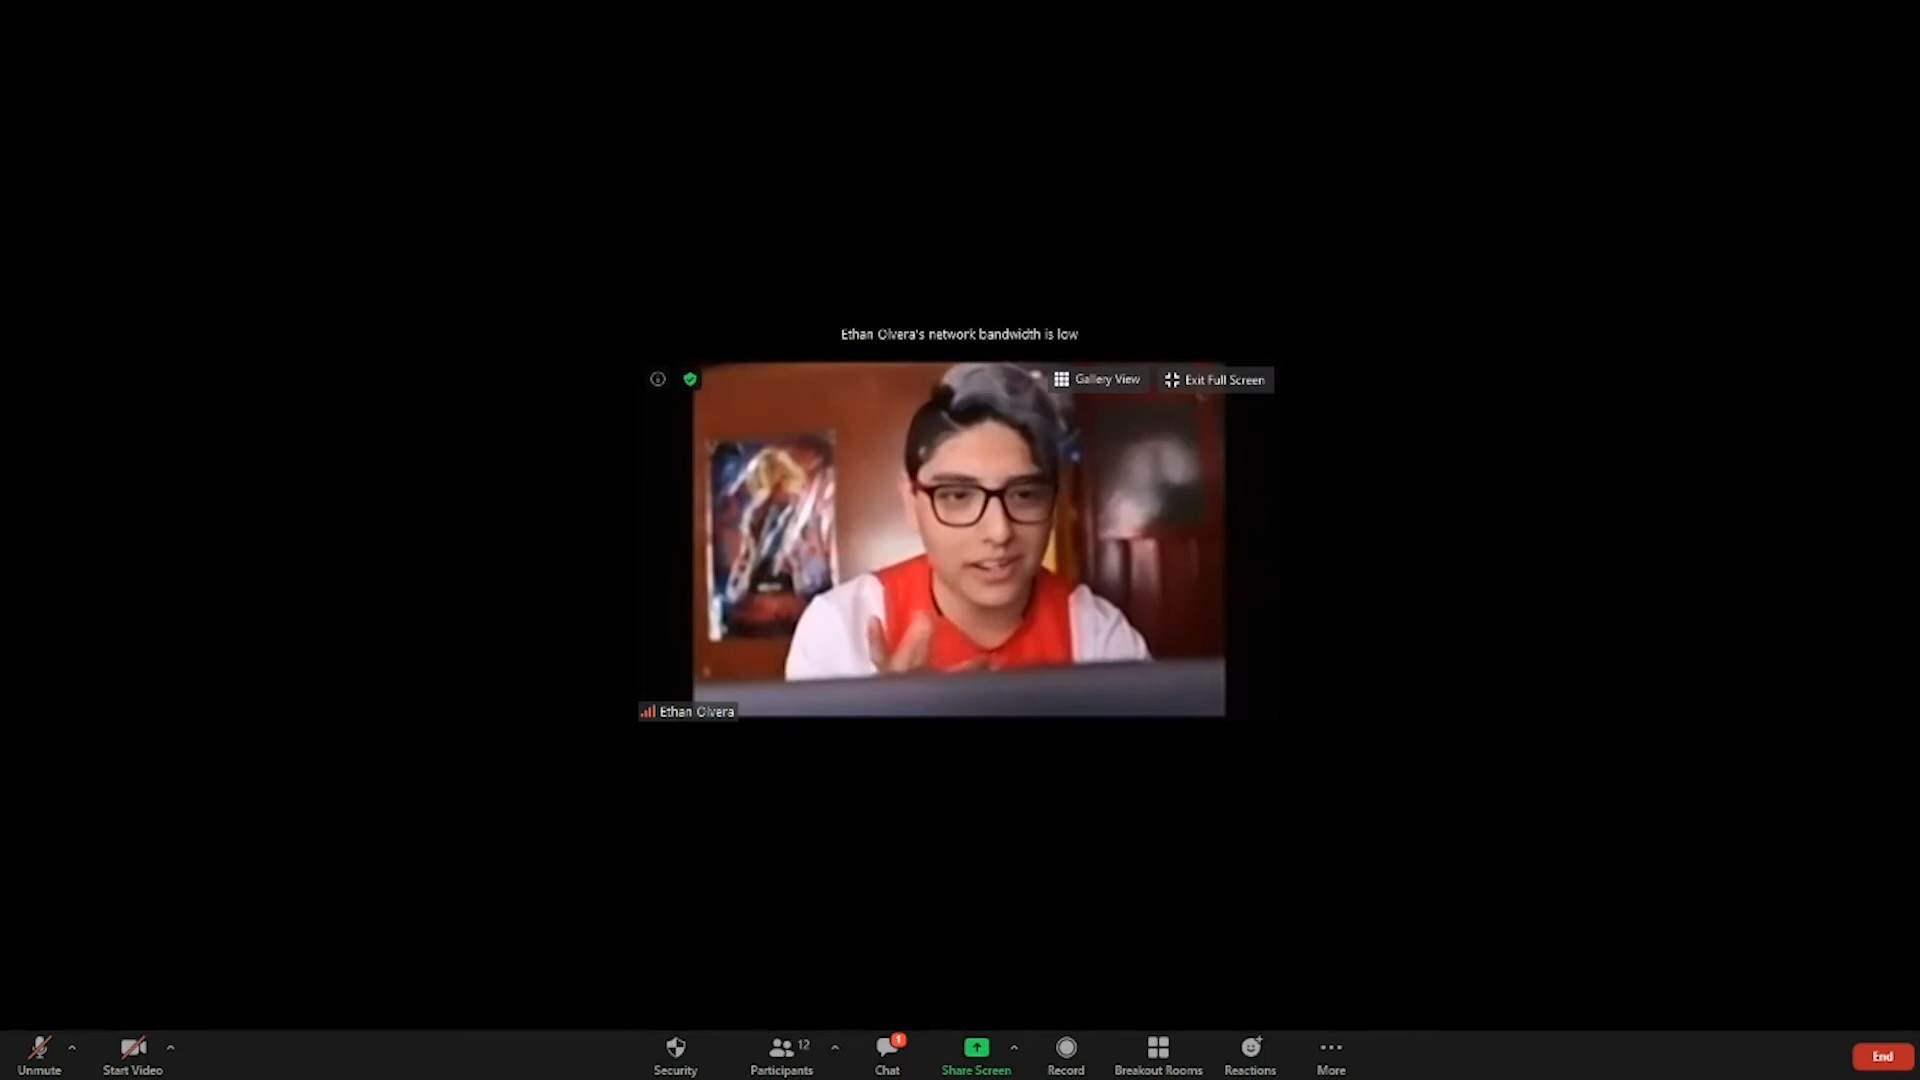 Ethan Olvera's network bandwidth is low
Gallery View
Exit Full Screen
Ethan Olvera
Unmute
Start Video
Security
12
Participants
1
Chat
Share Screen
Record
Breakout Rooms
Reactions
More
End